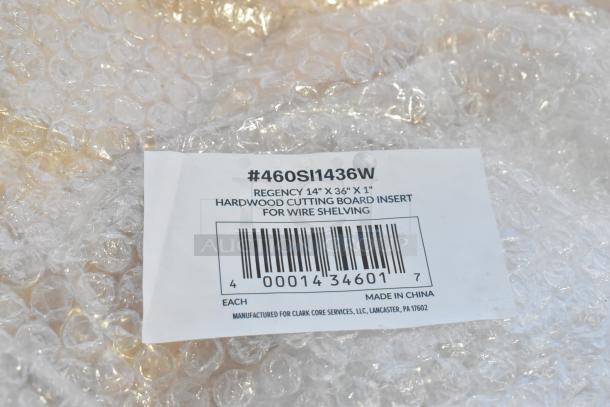 #460SI1436W
REGENCY 14" X 36" X 1"
HARDWOOD CUTTING BOARD INSERT
FOR WIRE SHELVING
4 00014 34601 7
EACH MADE IN CHINA
MANUFACTURED FOR CLARK CORE SERVICES, LLC, LANCASTER, PA 17602